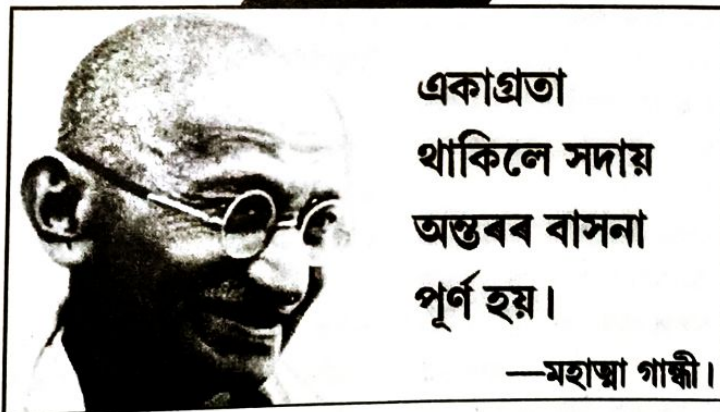 একাগ্ৰতা
থাকিলে সদায়
অন্তৰৰ বাসনা
পূৰ্ণ হয়।
—মহাত্মা গান্ধী।